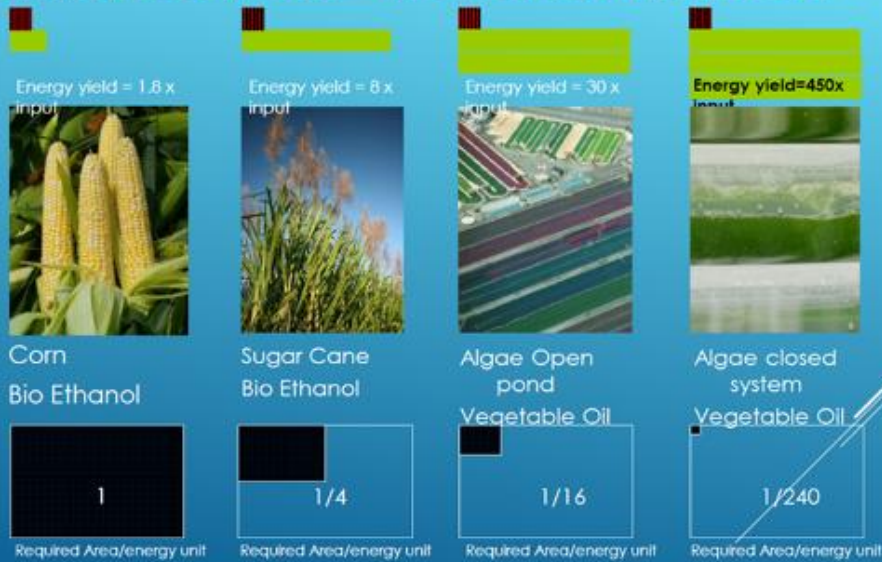 Energy yield = 1.8 x
input
Energy yield = 8 x
input
Energy yield = 30 x
input
Energy yield=450x
input
Corn
Bio Ethanol
Sugar Cane
Bio Ethanol
Algae Open
pond
Vegetable Oil
Algae closed
system
Vegetable Oil
1
1/4
1/16
1/240
Required Area/energy unit
Required Area/energy unit
Required Area/energy unit
Required Area/energy unit